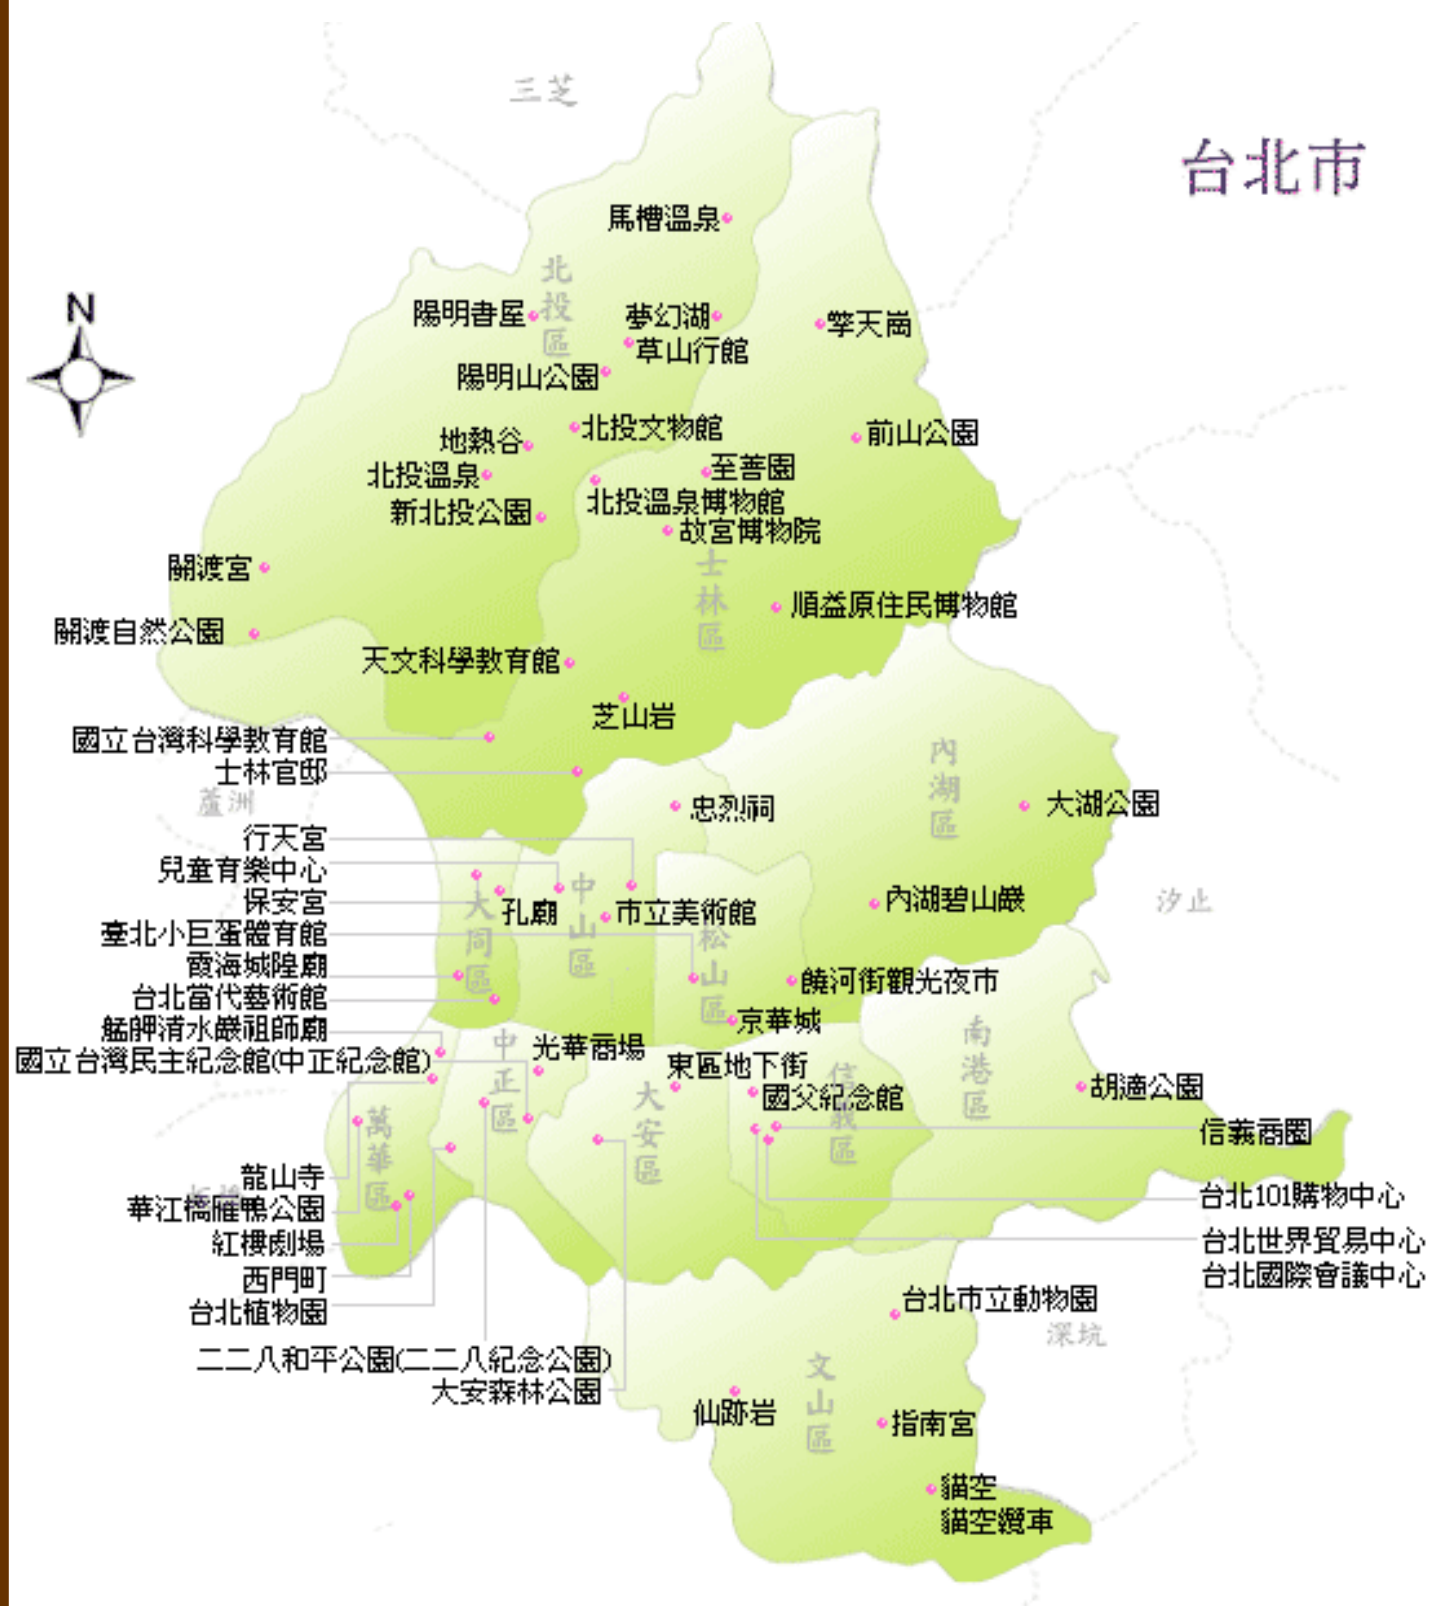 三芝
台北市
馬槽溫泉
北投區
N
陽明書屋
夢幻湖
擎天崗
草山行館
陽明山公園
北投文物館
前山公園
地熱谷
至善園
北投溫泉
北投溫泉博物館
新北投公園
故宮博物院
士林區
關渡宮
順益原住民博物館
關渡自然公園
天文科學教育館
芝山岩
國立台灣科學教育館
內湖區
士林官邸
蘆洲
忠烈祠
大湖公園
行天宮
兒童育樂中心
中山區
保安宮
大同區
孔廟
市立美術館
內湖碧山巖
汐止
臺北小巨蛋體育館
松山區
霞海城隍廟
饒河街觀光夜市
台北當代藝術館
京華城
南港區
艋舺清水巖祖師廟
中正區
光華商場
國立台灣民主紀念館(中正紀念館)
東區地下街
信義區
大安區
國父紀念館
胡適公園
萬華區
信義商圈
龍山寺
台北101購物中心
華江橋雁鴨公園
紅樓劇場
台北世界貿易中心
西門町
台北國際會議中心
台北植物園
台北市立動物園
深坑
二二八和平公園(二二八紀念公園)
文山區
大安森林公園
仙跡岩
指南宮
貓空
貓空纜車